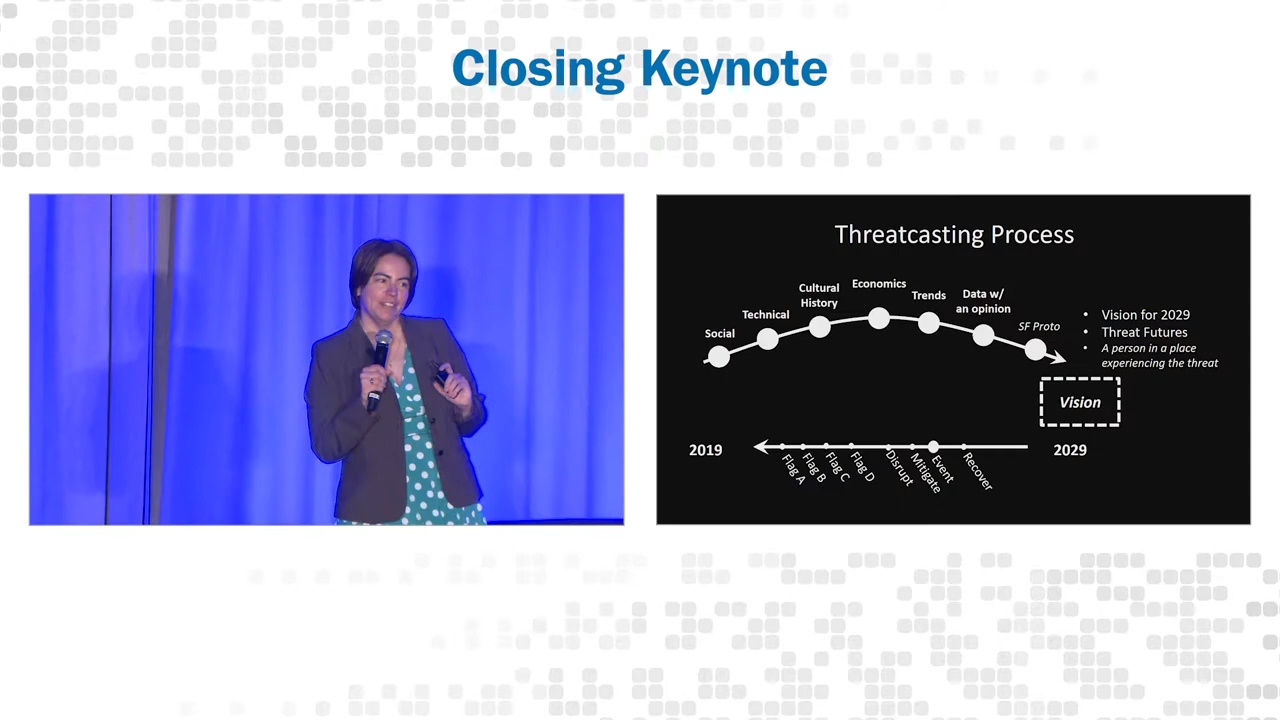 Closing Keynote
Threatcasting Process
Social
Technical
Cultural
History
Economics
Trends
Data w/
an opinion
SF Proto
• Vision for 2029
• Threat Futures
• A person in a place
experiencing the threat
Vision
2019
Flag A
Flag B
Flag C
Flag D
Disrupt
Mitigate
Event
Recover
2029